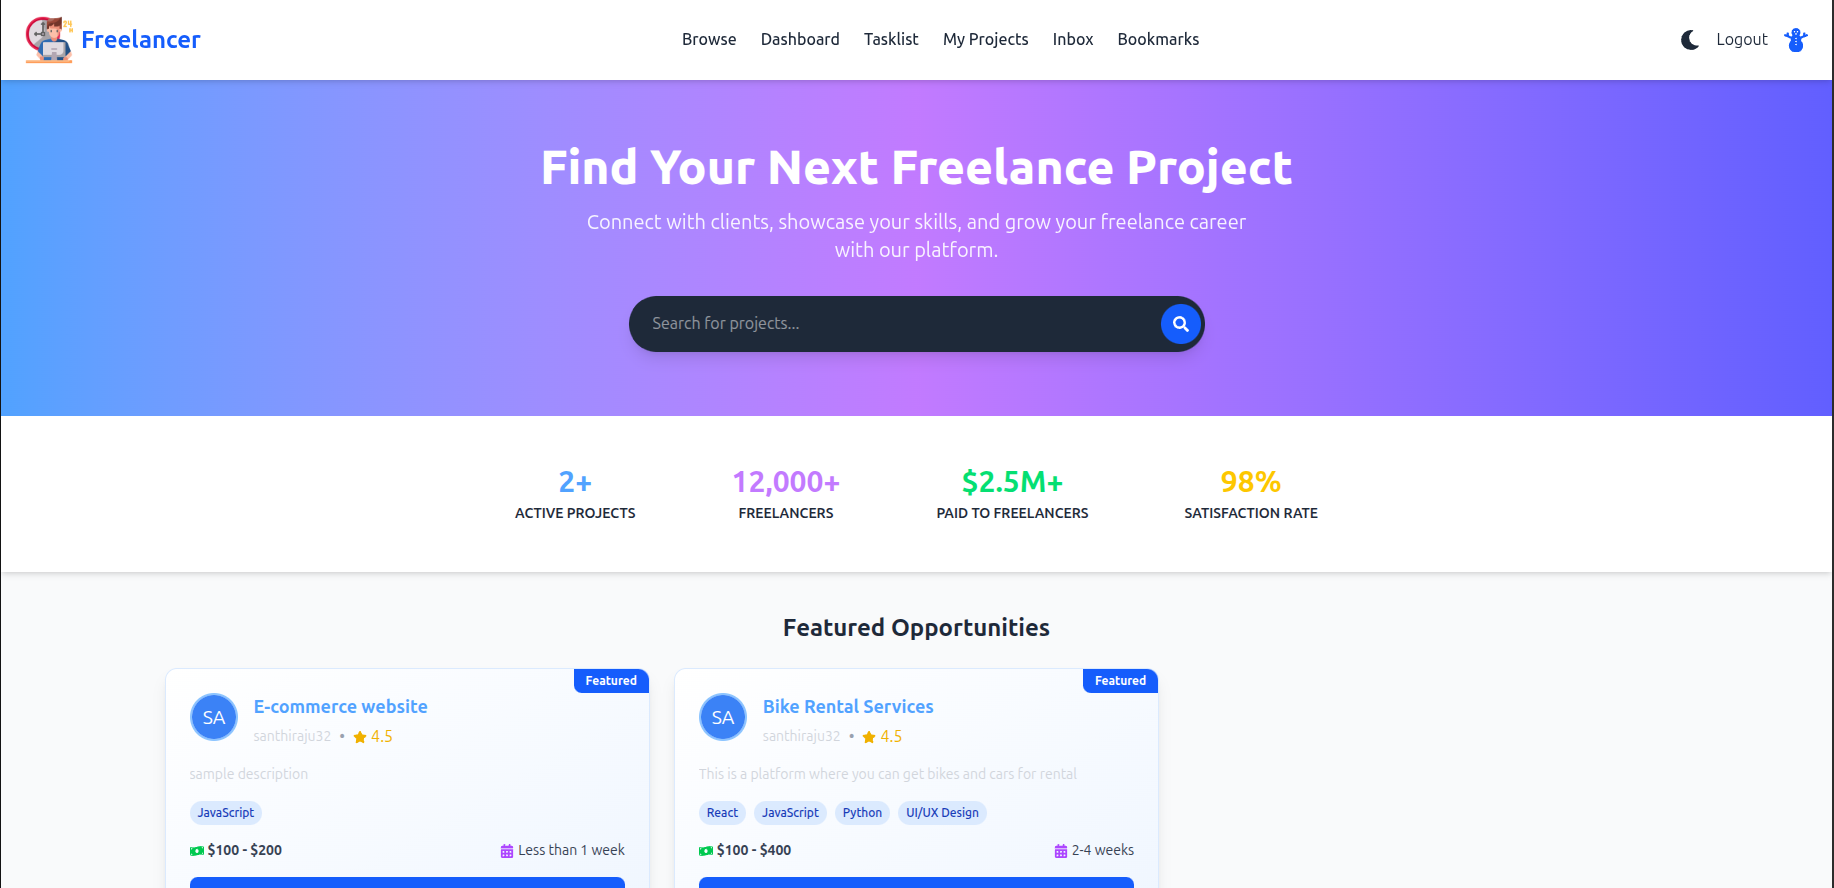 Freelancer
Browse Dashboard Tasklist My Projects Inbox Bookmarks
Logout
Find Your Next Freelance Project
Connect with clients, showcase your skills, and grow your freelance career
with our platform.
Search for projects...
2+
ACTIVE PROJECTS
12,000+
FREELANCERS
$2.5M+
PAID TO FREELANCERS
98%
SATISFACTION RATE
Featured Opportunities
Featured
SA
E-commerce website
santhiraju32 • 4.5
sample description
JavaScript
$100 - $200
Less than 1 week
Featured
SA
Bike Rental Services
santhiraju32 • 4.5
This is a platform where you can get bikes and cars for rental
React JavaScript Python UI/UX Design
$100 - $400
2-4 weeks